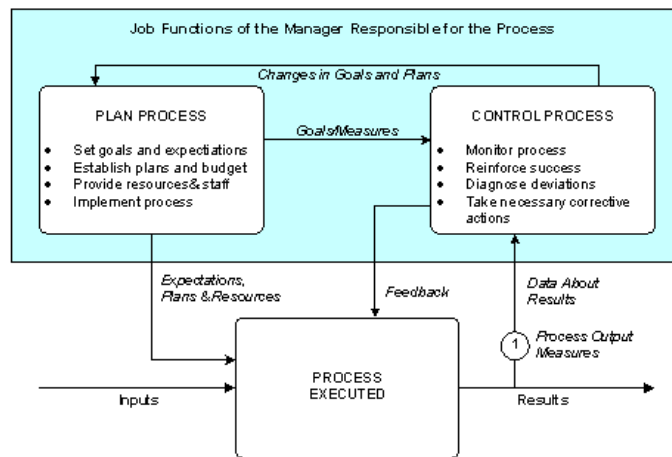 Job Functions of the Manager Responsible for the Process
Changes in Goals and Plans
PLAN PROCESS
• Set goals and expectiations
• Establish plans and budget
• Provide resources& staff
• Implement process
Goals/Measures
CONTROL PROCESS
• Monitor process
• Reinforce success
• Diagnose deviations
• Take necessary corrective
actions
Expectations,
Plans & Resources
Feedback
Data About
Results
1
Process Output
Measures
PROCESS
EXECUTED
Inputs
Results